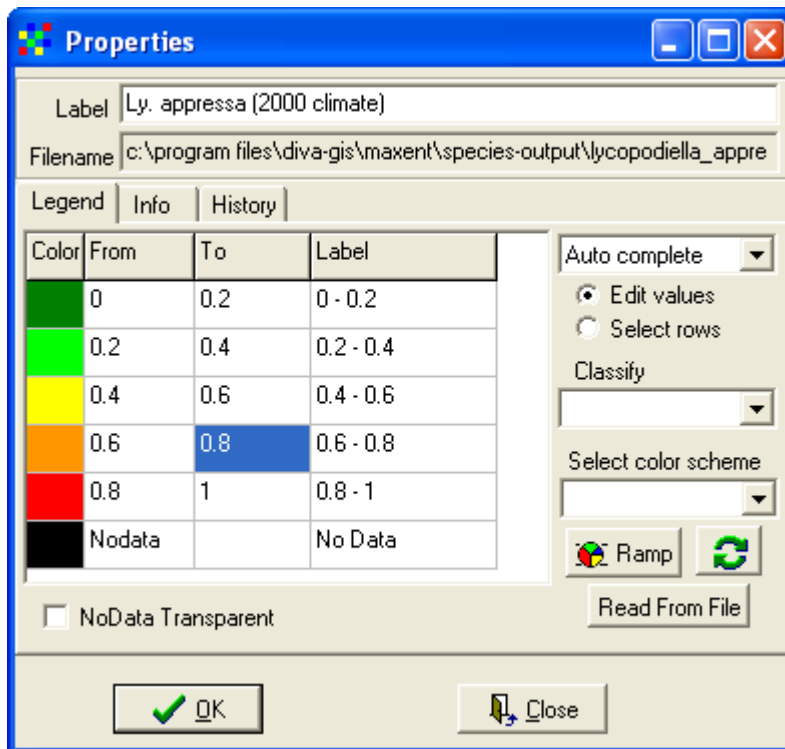 Properties
Label Ly. appressa (2000 climate)
Filename c:\program files\diva-gis\maxent\species-output\lycopodiella_appre
Legend Info History
Color From To Label
0 0.2 0 - 0.2
0.2 0.4 0.2 - 0.4
0.4 0.6 0.4 - 0.6
0.6 0.8 0.6 - 0.8
0.8 1 0.8 - 1
Nodata No Data
Auto complete
Edit values
Select rows
Classify
Select color scheme
Ramp
Read From File
NoData Transparent
OK Close